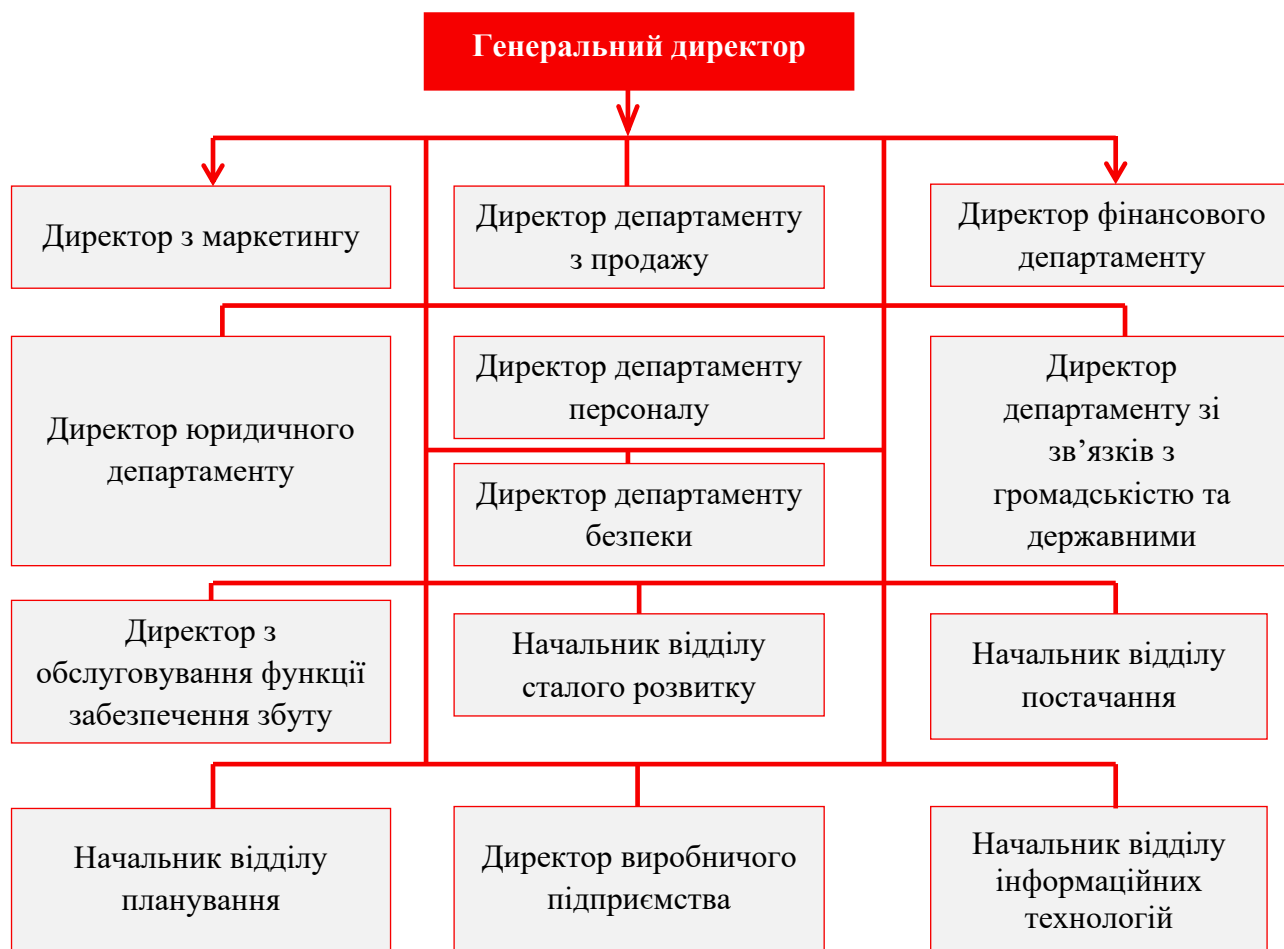 Генеральний директор
Директор з маркетингу
Директор департаменту
з продажу
Директор фінансового
департаменту
Директор юридичного
департаменту
Директор департаменту
персоналу
Директор департаменту
безпеки
Директор
департаменту зі
зв’язків з
громадськістю та
державними
Директор з
обслуговування функції
забезпечення збуту
Начальник відділу
сталого розвитку
Начальник відділу
постачання
Начальник відділу
планування
Директор виробничого
підприємства
Начальник відділу
інформаційних
технологій